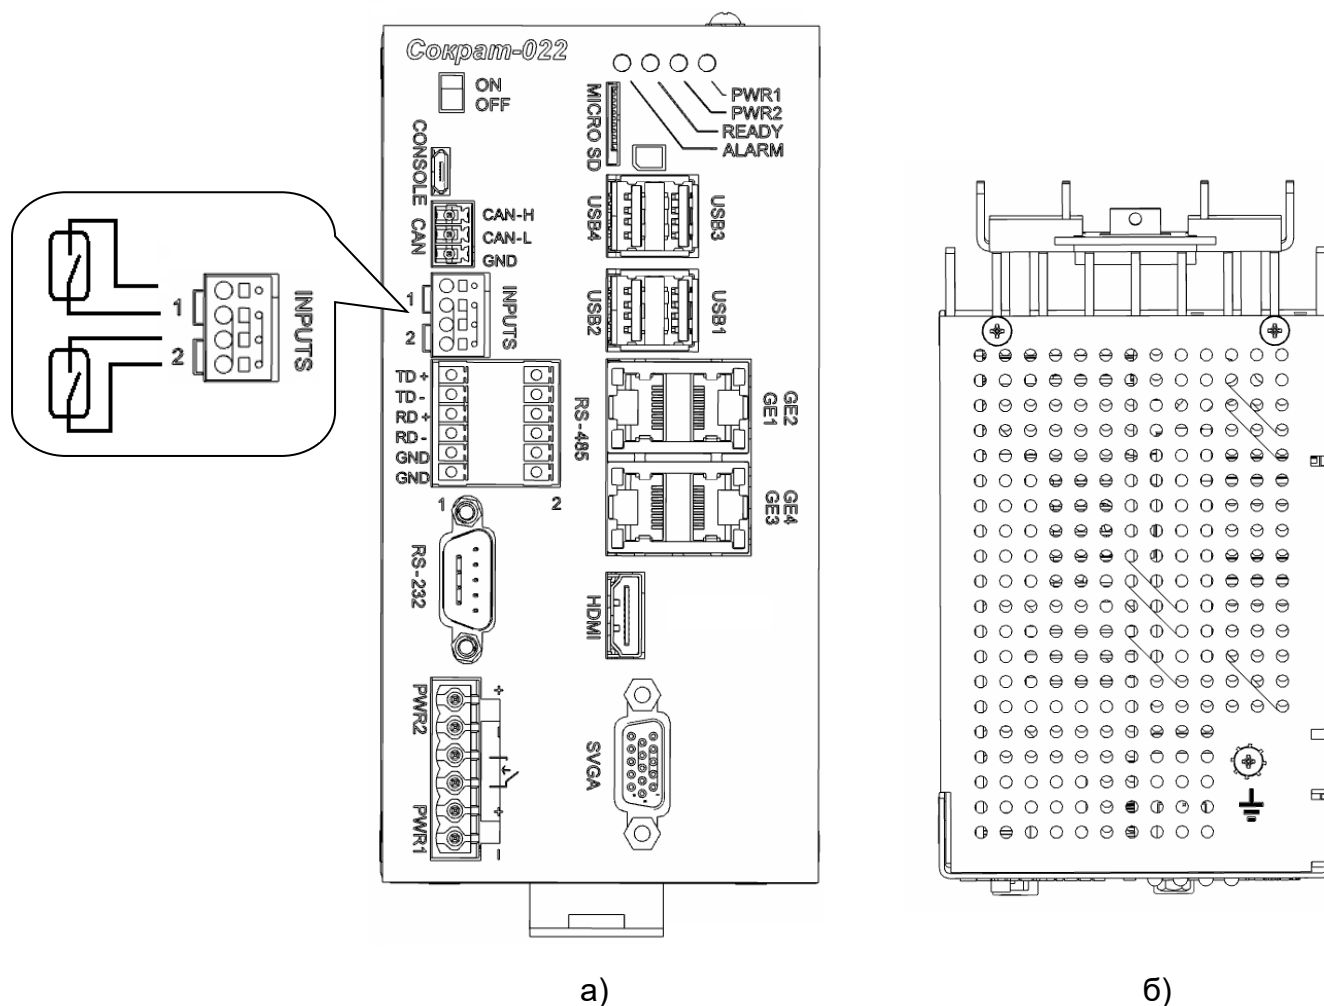 Сократ-022
ON
OFF
PWR1
PWR2
READY
ALARM
MICRO SD
CONSOLE
CAN
CAN-H
CAN-L
GND
USB4
USB3
1
2
INPUTS
1
2
INPUTS
USB2
USB1
TD +
TD -
RD +
RD -
GND
GND
RS-485
1
2
GE2
GE1
GE4
GE3
RS-232
HDMI
PWR2
+
−
+
−
PWR1
SVGA
а)
б)